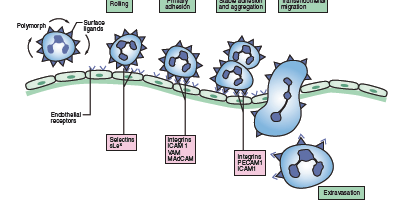 Rolling
Primary
adhesion
Stable adhesion
and aggregation
Transendothelial
migration
Polymorph
Surface
ligands
Endothelial
receptors
Selectins
sLeˣ
Integrins
ICAM 1
VAM
MAdCAM
Integrins
PECAM1
ICAM1
Extravasation